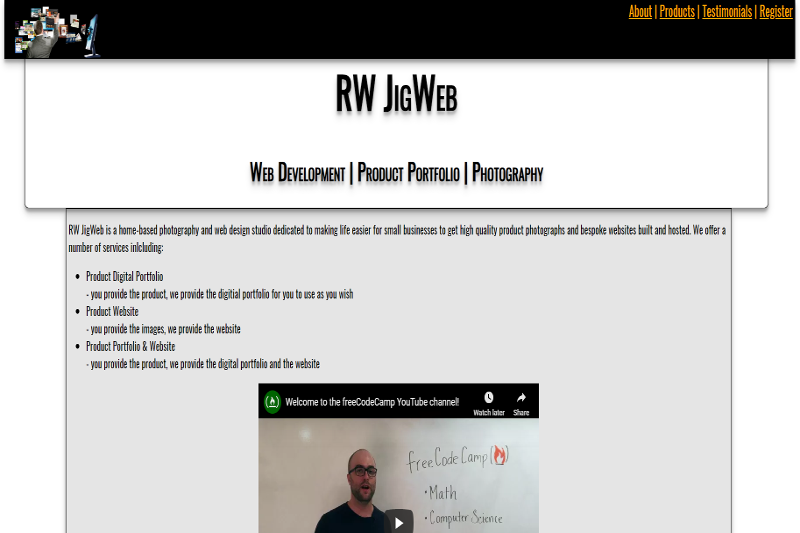 About | Products | Testimonials | Register
RW JigWeb
Web Development | Product Portfolio | Photography
RW JigWeb is a home-based photography and web design studio dedicated to making life easier for small businesses to get high quality product photographs and bespoke websites built and hosted. We offer a
number of services inlcluding:
• Product Digital Portfolio
- you provide the product, we provide the digitial portfolio for you to use as you wish
• Product Website
- you provide the images, we provide the website
• Product Portfolio & Website
- you provide the product, we provide the digital portfolio and the website
Welcome to the freeCodeCamp YouTube channel!
Watch later
Share
free Code Camp (🔥)
• Math
• Computer Science